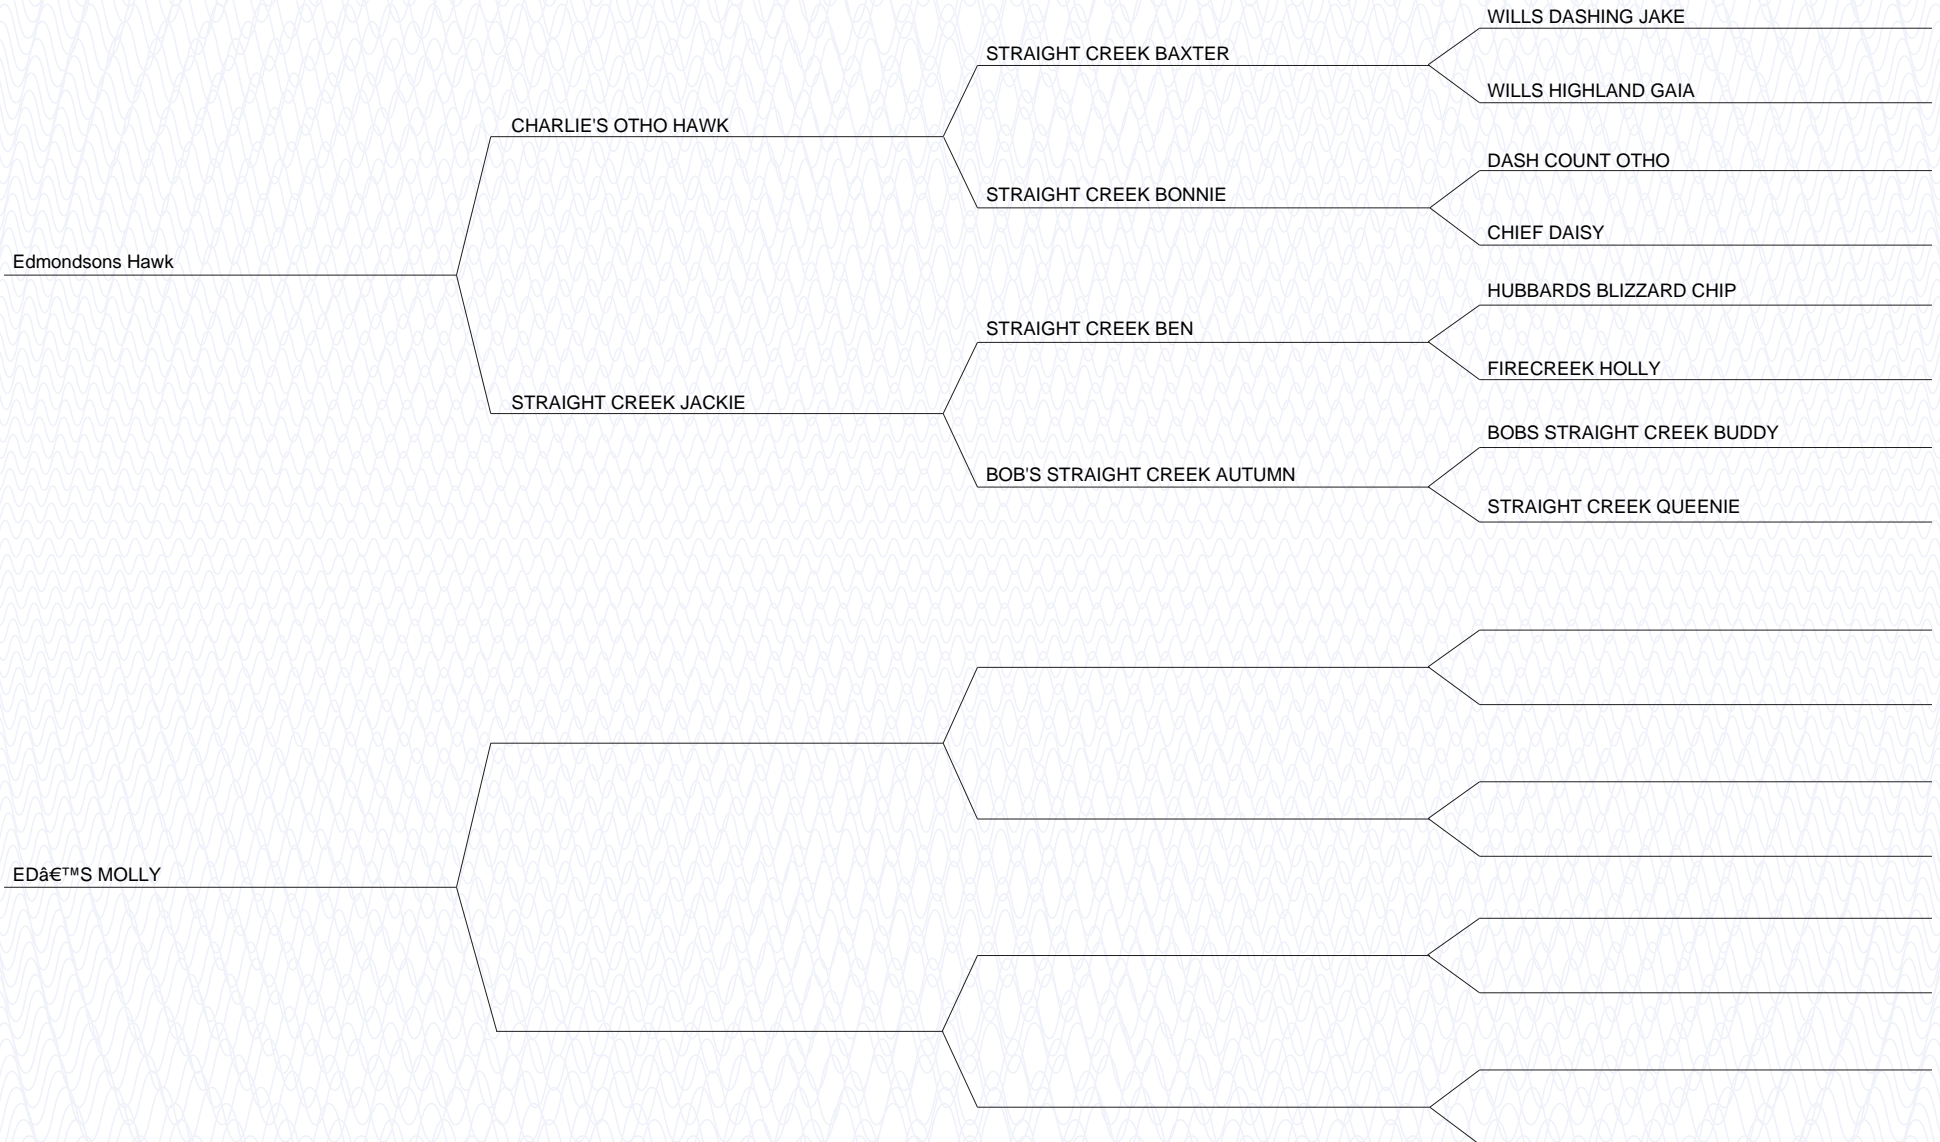 WILLS DASHING JAKE
STRAIGHT CREEK BAXTER
WILLS HIGHLAND GAIA
CHARLIE'S OTHO HAWK
DASH COUNT OTHO
STRAIGHT CREEK BONNIE
CHIEF DAISY
Edmondsons Hawk
HUBBARDS BLIZZARD CHIP
STRAIGHT CREEK BEN
FIRECREEK HOLLY
STRAIGHT CREEK JACKIE
BOBS STRAIGHT CREEK BUDDY
BOB'S STRAIGHT CREEK AUTUMN
STRAIGHT CREEK QUEENIE
EDâ€™S MOLLY